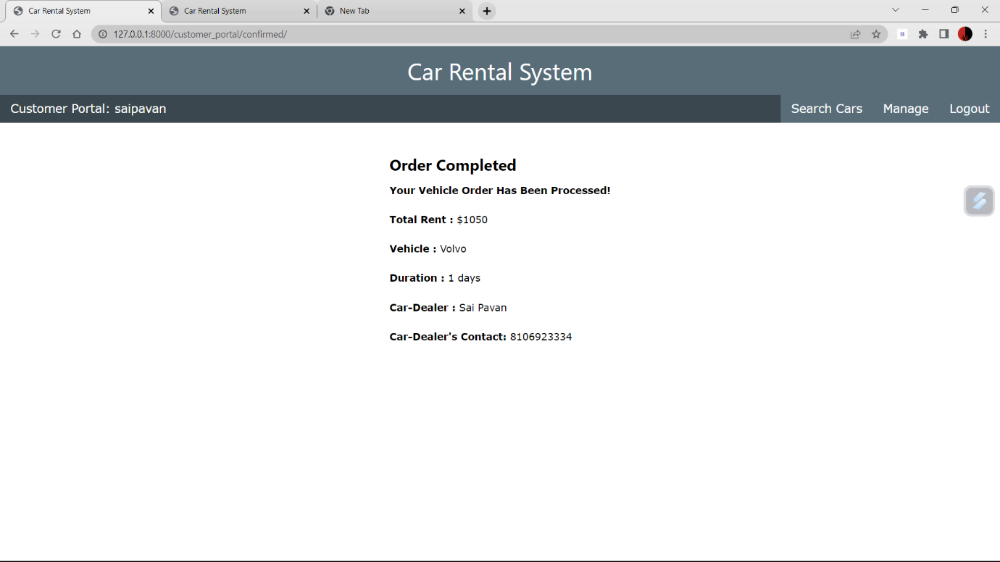 Car Rental System
Car Rental System
New Tab
127.0.0.1:8000/customer_portal/confirmed/
B
Car Rental System
Customer Portal: saipavan
Search Cars
Manage
Logout
Order Completed
Your Vehicle Order Has Been Processed!
Total Rent : $1050
Vehicle : Volvo
Duration : 1 days
Car-Dealer : Sai Pavan
Car-Dealer's Contact: 8106923334